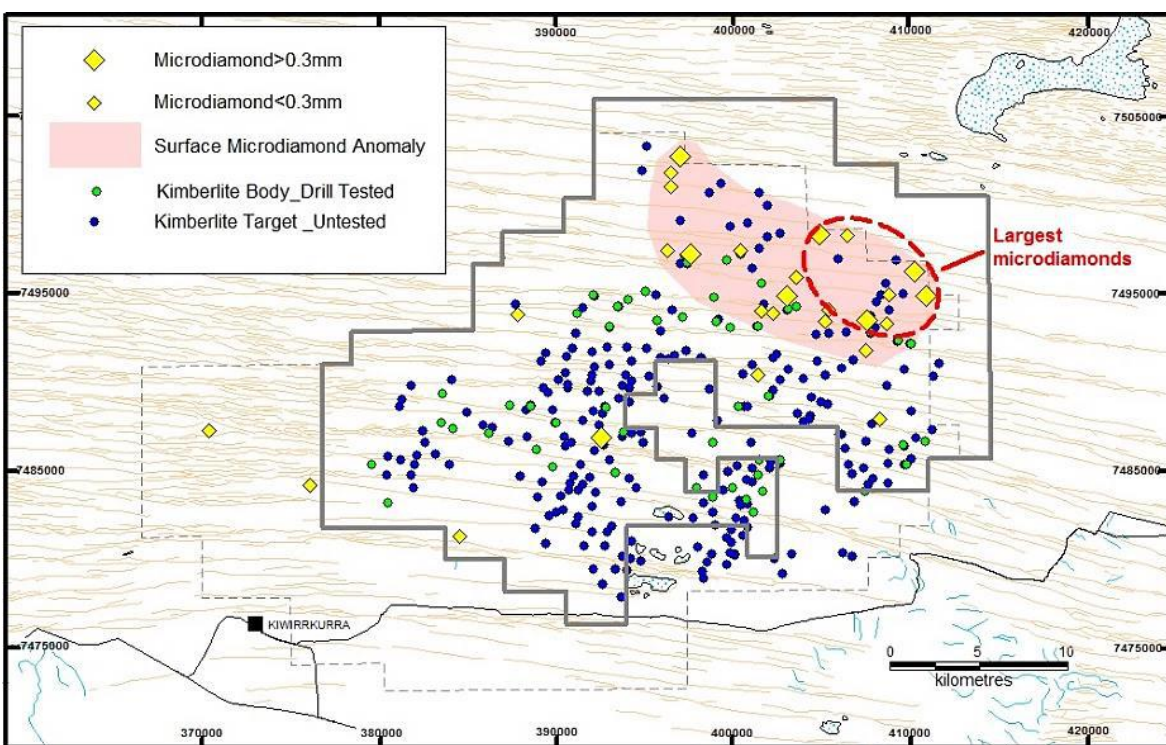 390000
400000
410000
420000
Microdiamond>0.3mm
Microdiamond<0.3mm
Surface Microdiamond Anomaly
Kimberlite Body_Drill Tested
Kimberlite Target _Untested
7505000
Largest
microdiamonds
7495000
7495000
7485000
7485000
KIWIRRKURRA
7475000
7475000
0 5 10
kilometres
370000
380000
390000
400000
410000
420000